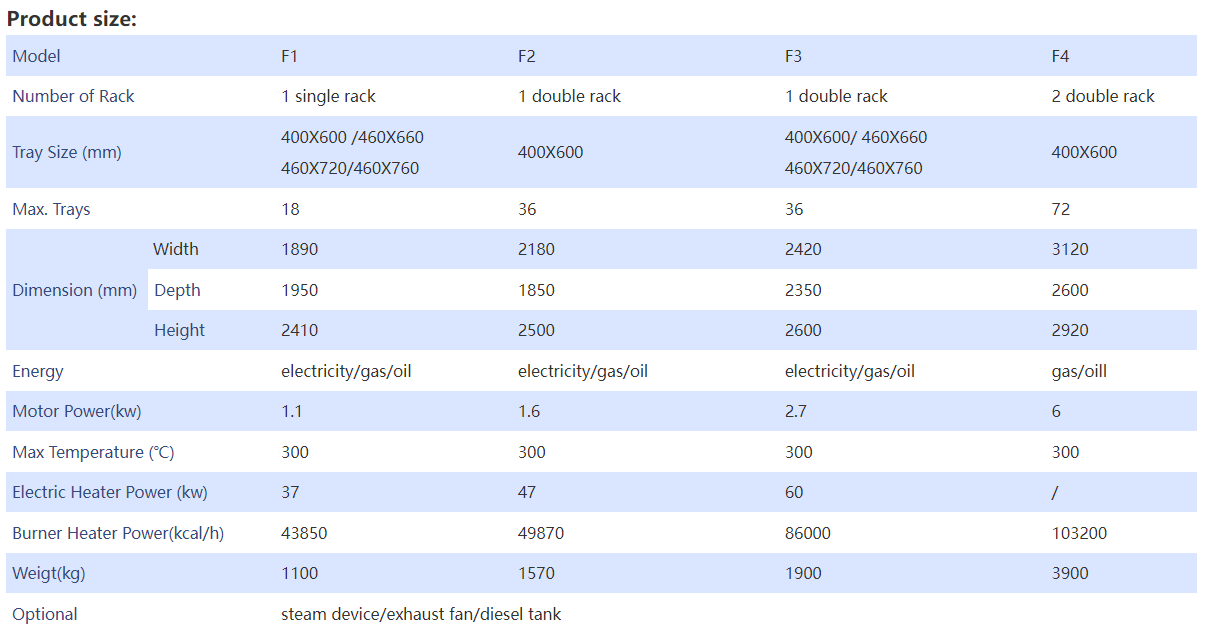 Product size:
Model F1 F2 F3 F4
Number of Rack 1 single rack 1 double rack 1 double rack 2 double rack
Tray Size (mm) 400X600 /460X660 400X600 400X600/ 460X660 400X600
460X720/460X760 460X720/460X760
Max. Trays 18 36 36 72
Dimension (mm) Width 1890 2180 2420 3120
Depth 1950 1850 2350 2600
Height 2410 2500 2600 2920
Energy electricity/gas/oil electricity/gas/oil electricity/gas/oil gas/oill
Motor Power(kw) 1.1 1.6 2.7 6
Max Temperature (℃) 300 300 300 300
Electric Heater Power (kw) 37 47 60 /
Burner Heater Power(kcal/h) 43850 49870 86000 103200
Weigt(kg) 1100 1570 1900 3900
Optional steam device/exhaust fan/diesel tank